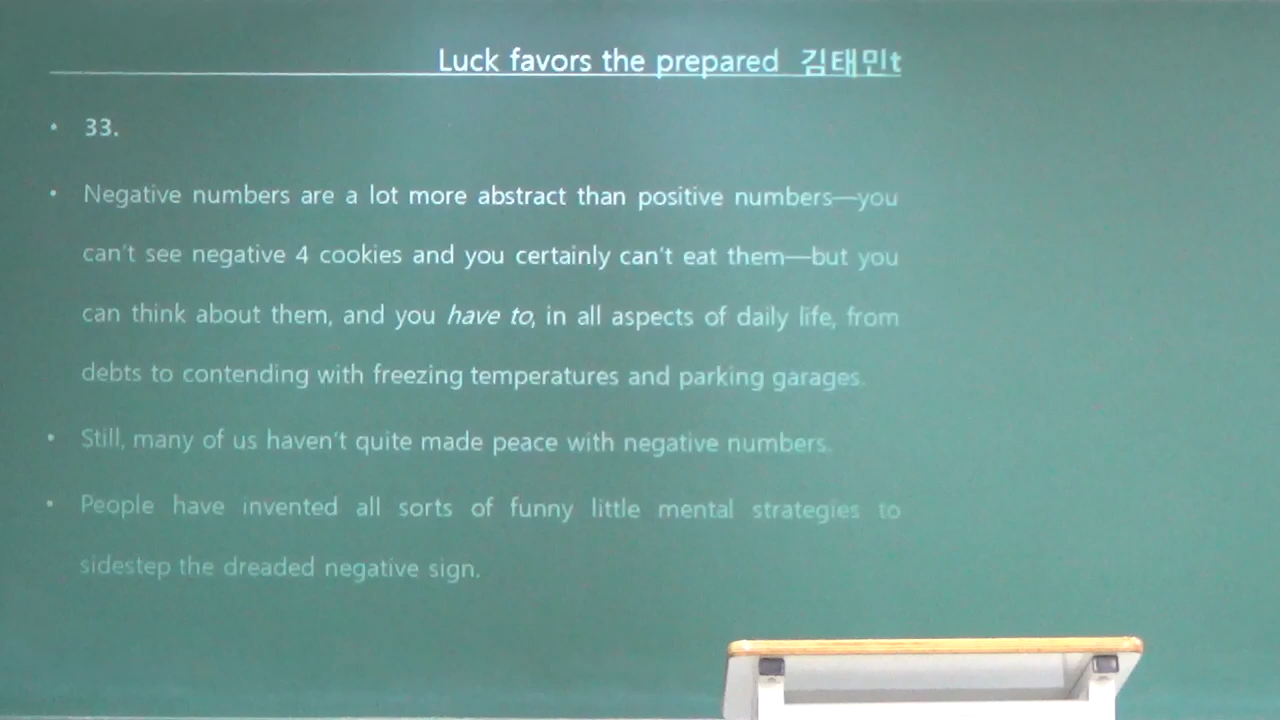 Luck favors the prepared 김태민t
• 33.
• Negative numbers are a lot more abstract than positive numbers—you
can't see negative 4 cookies and you certainly can't eat them—but you
can think about them, and you have to, in all aspects of daily life, from
debts to contending with freezing temperatures and parking garages.
• Still, many of us haven't quite made peace with negative numbers.
• People have invented all sorts of funny little mental strategies to
sidestep the dreaded negative sign.